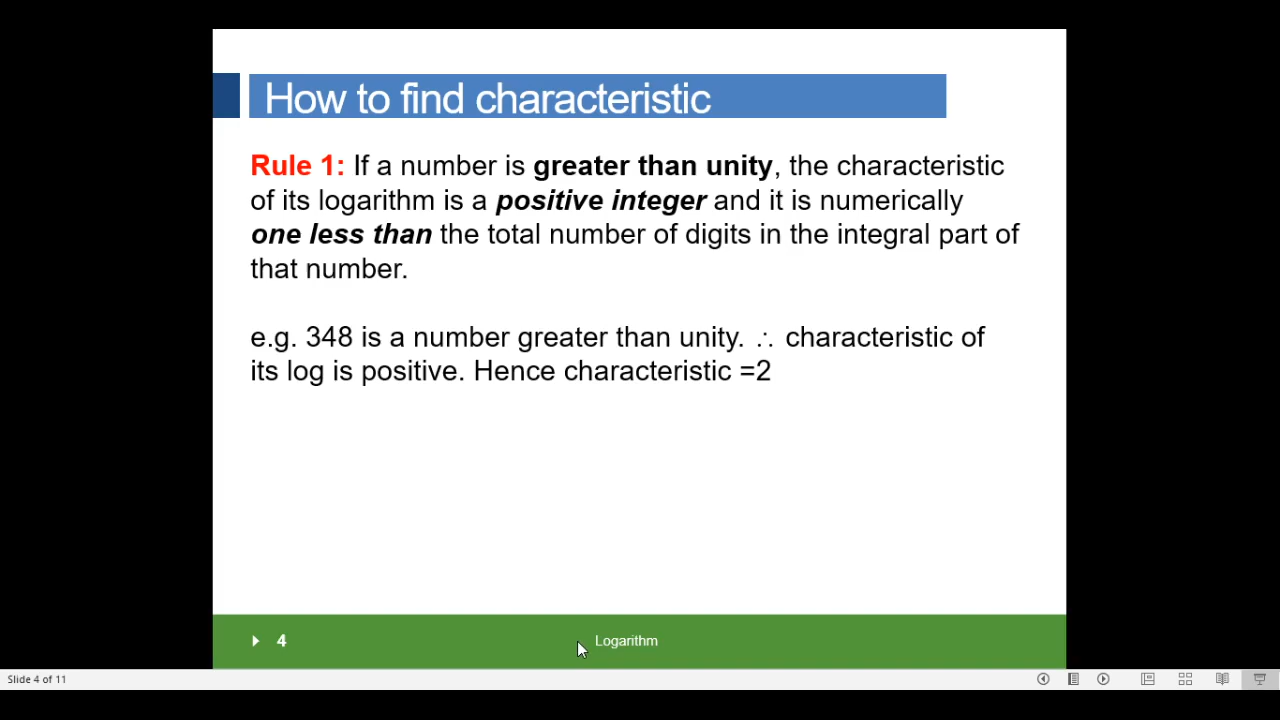 How to find characteristic
Rule 1: If a number is greater than unity, the characteristic
of its logarithm is a positive integer and it is numerically
one less than the total number of digits in the integral part of
that number.
e.g. 348 is a number greater than unity. ∴ characteristic of
its log is positive. Hence characteristic =2
4
Logarithm
Slide 4 of 11